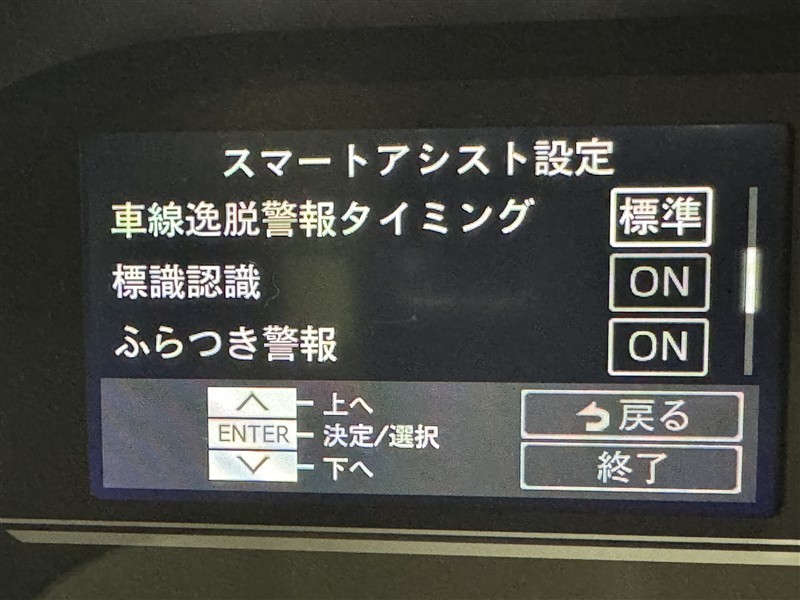 スマートアシスト設定
車線逸脱警報タイミング 標準
標識認識 ON
ふらつき警報 ON
上へ
ENTER 決定/選択
下へ
戻る
終了